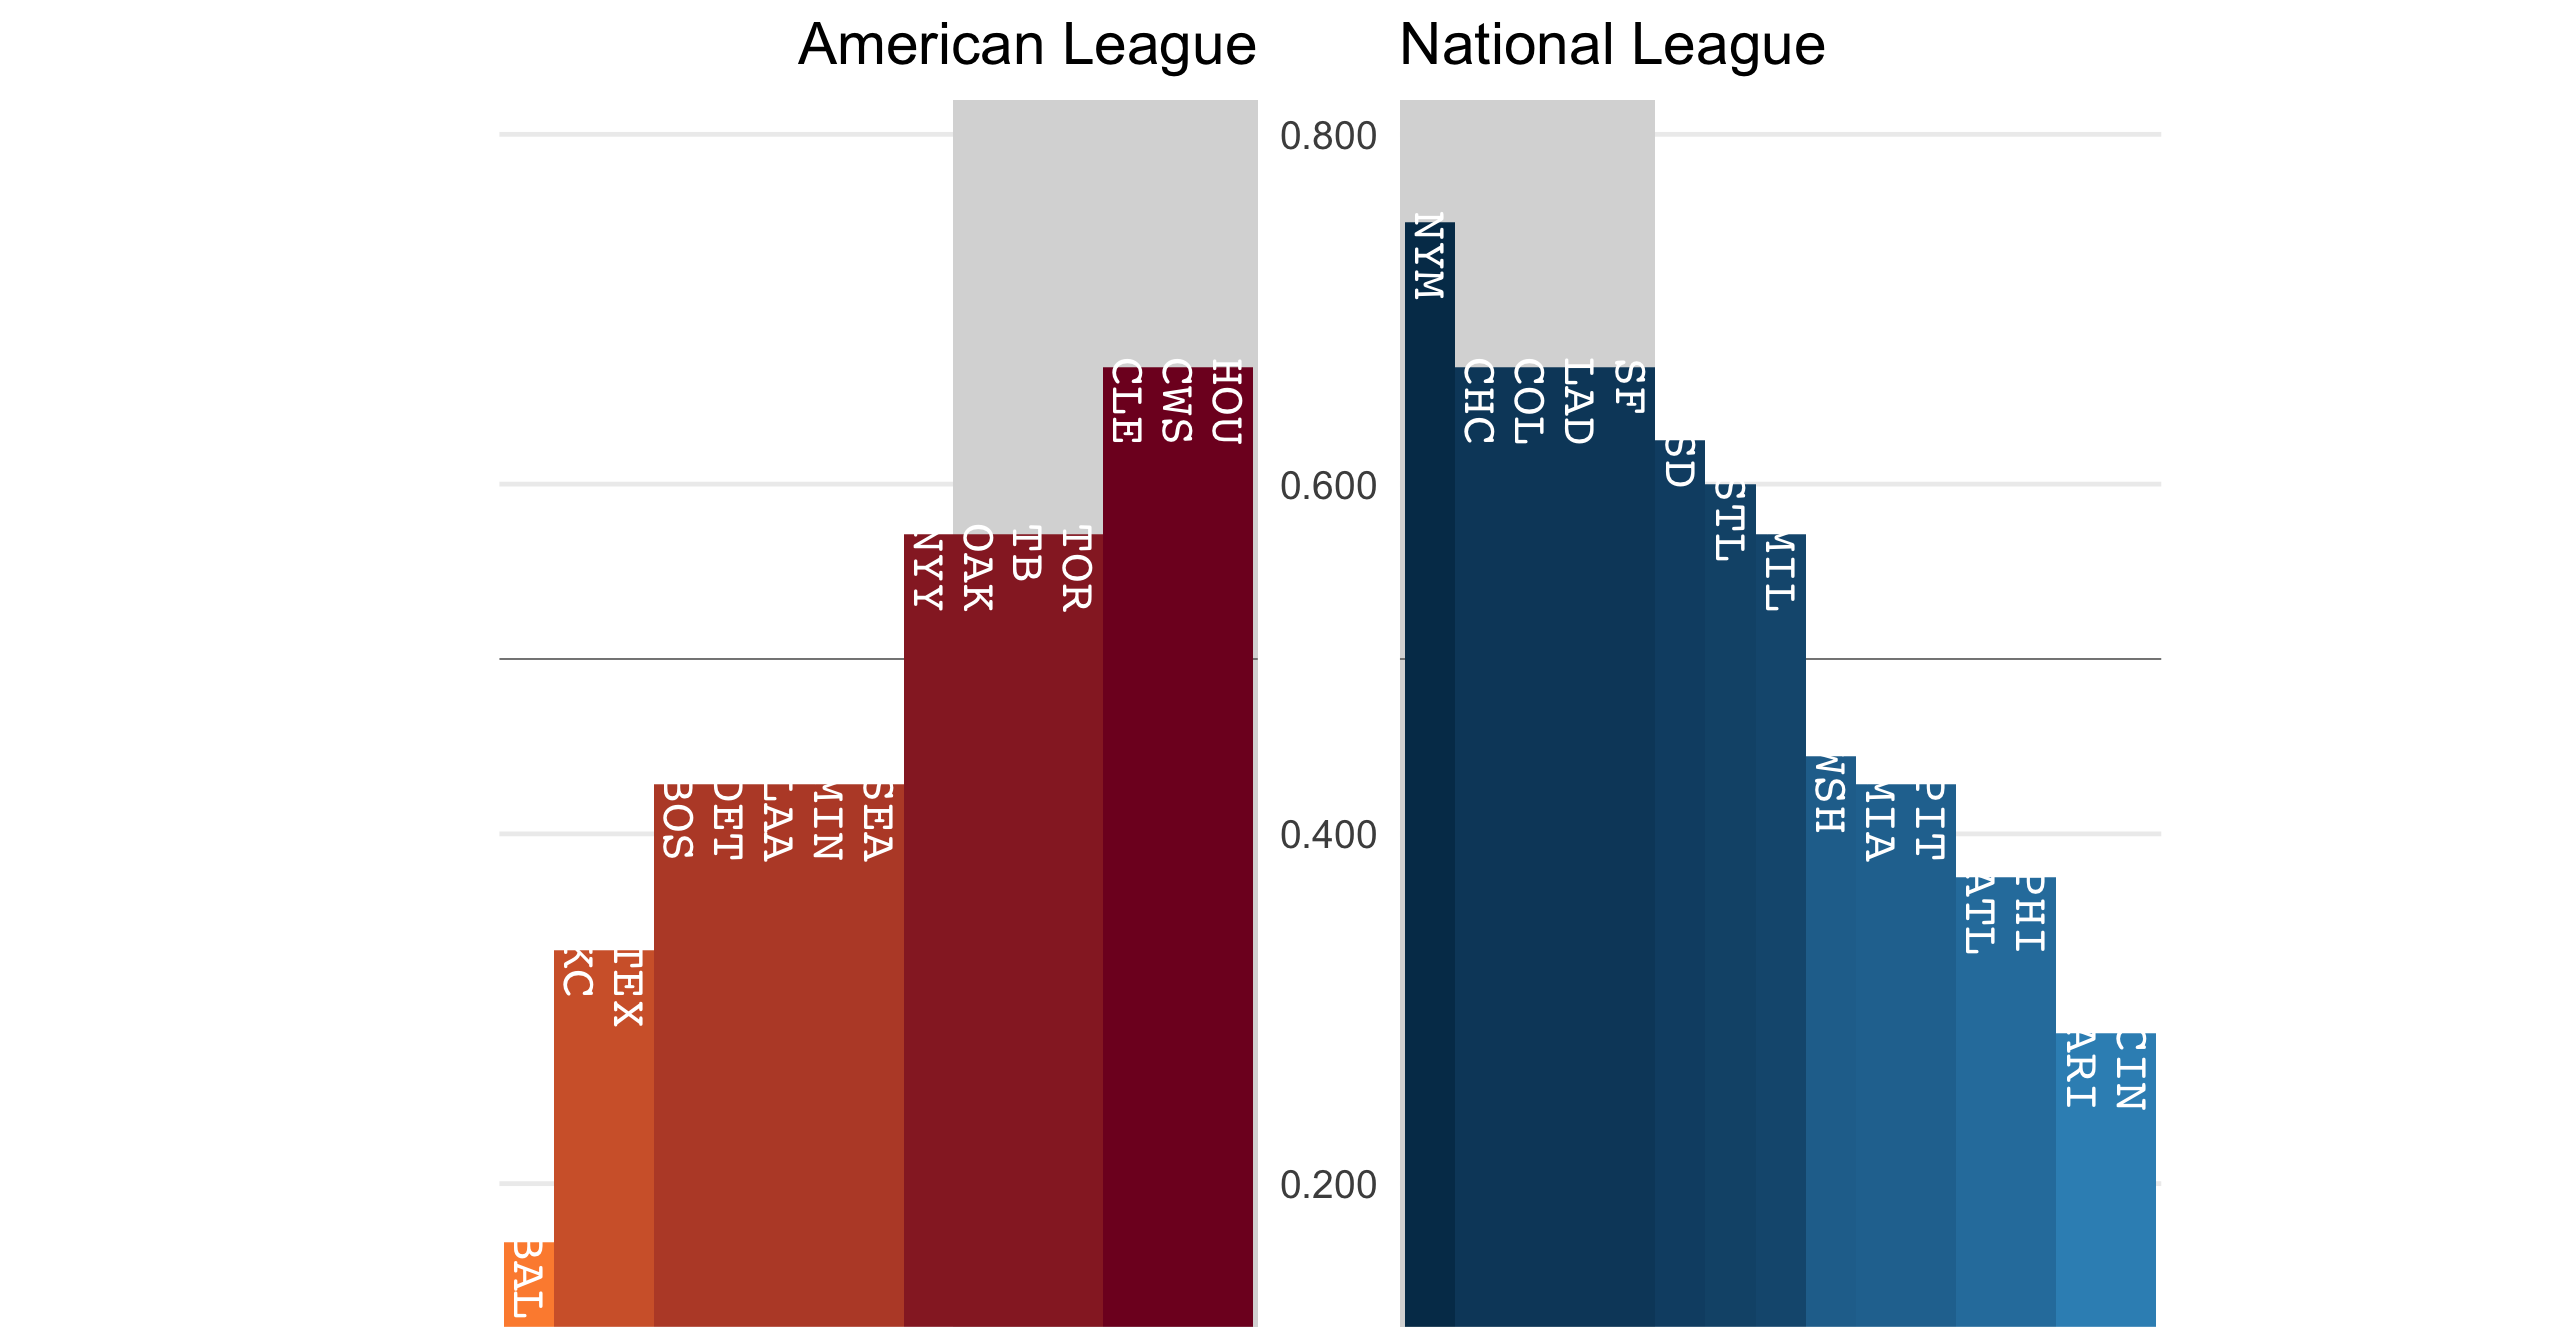 American League
National League
0.800
0.600
0.400
0.200
BAL
KC
TEX
BOS
DET
LAA
MIN
SEA
NYY
OAK
TB
TOR
CLE
CWS
HOU
NYM
CHC
COL
LAD
SF
SD
STL
MIL
WSH
MIA
PIT
ATL
PHI
ARI
CIN